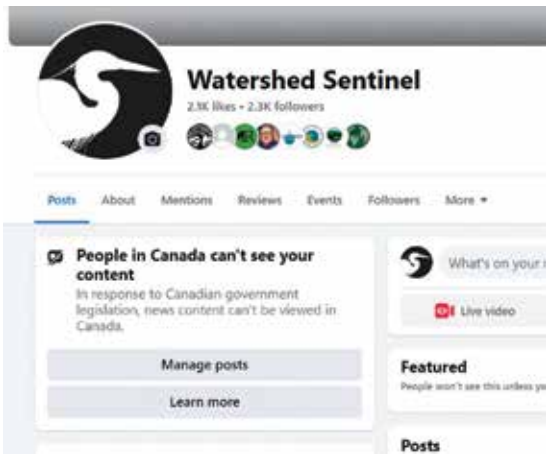 Watershed Sentinel
2.1K likes • 2.3K followers
Posts About Mentions Reviews Events Followers More
People in Canada can't see your
content
In response to Canadian government
legislation, news content can't be viewed in
Canada.
Manage posts
Learn more
What's on your
Live video
Featured
People won't see this unless
Posts